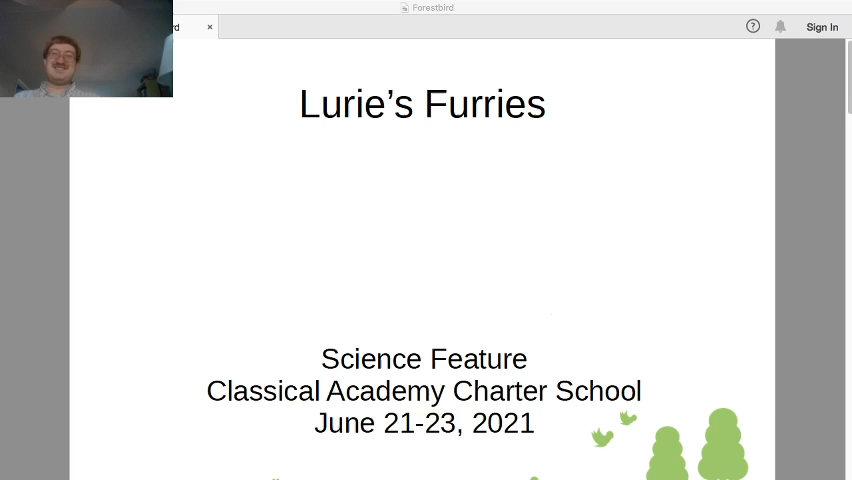 Forestbird
rd ×
? Sign In
Lurie’s Furries
Science Feature
Classical Academy Charter School
June 21-23, 2021